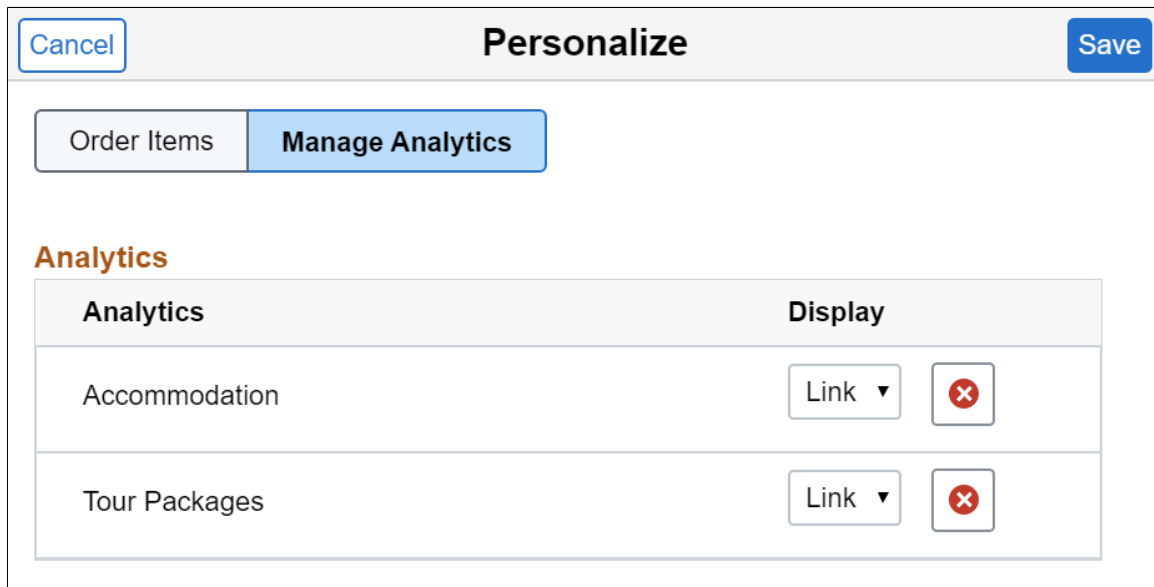 Cancel Personalize Save
Order Items Manage Analytics
Analytics
Analytics Display
Accommodation Link
Tour Packages Link